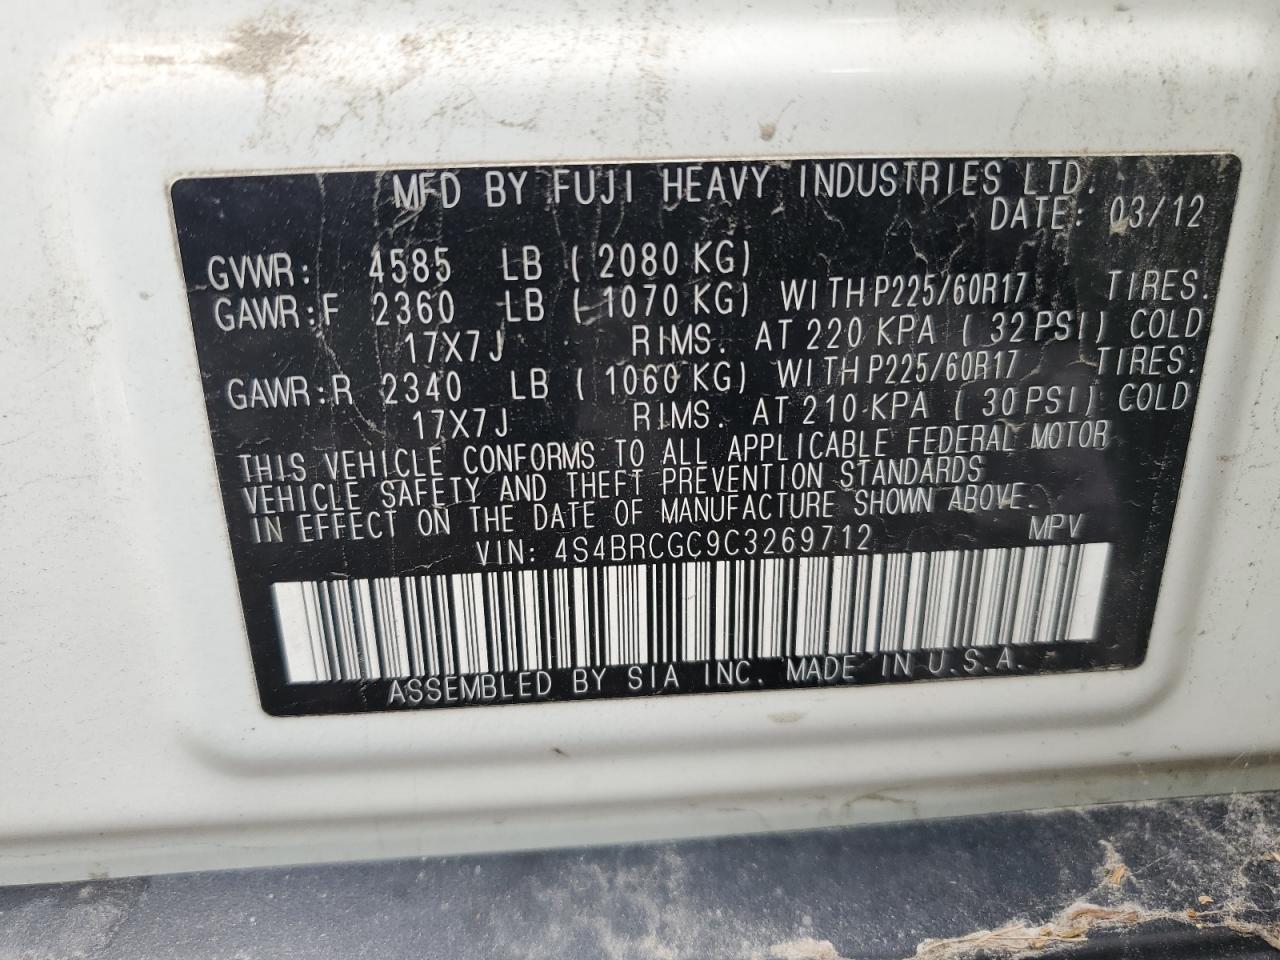 MFD BY FUJI HEAVY INDUSTRIES LTD.
DATE: 03/12
GVWR: 4585 LB ( 2080 KG)
GAWR:F 2360 LB ( 1070 KG) WITH P225/60R17 TIRES.
17X7J RIMS. AT 220 KPA ( 32 PSI) COLD
GAWR:R 2340 LB ( 1060 KG) WITH P225/60R17 TIRES.
17X7J RIMS. AT 210 KPA ( 30 PSI) COLD
THIS VEHICLE CONFORMS TO ALL APPLICABLE FEDERAL MOTOR
VEHICLE SAFETY AND THEFT PREVENTION STANDARDS
IN EFFECT ON THE DATE OF MANUFACTURE SHOWN ABOVE.
VIN: 4S4BRCGC9C3269712 MPV
ASSEMBLED BY SIA INC. MADE IN U.S.A.